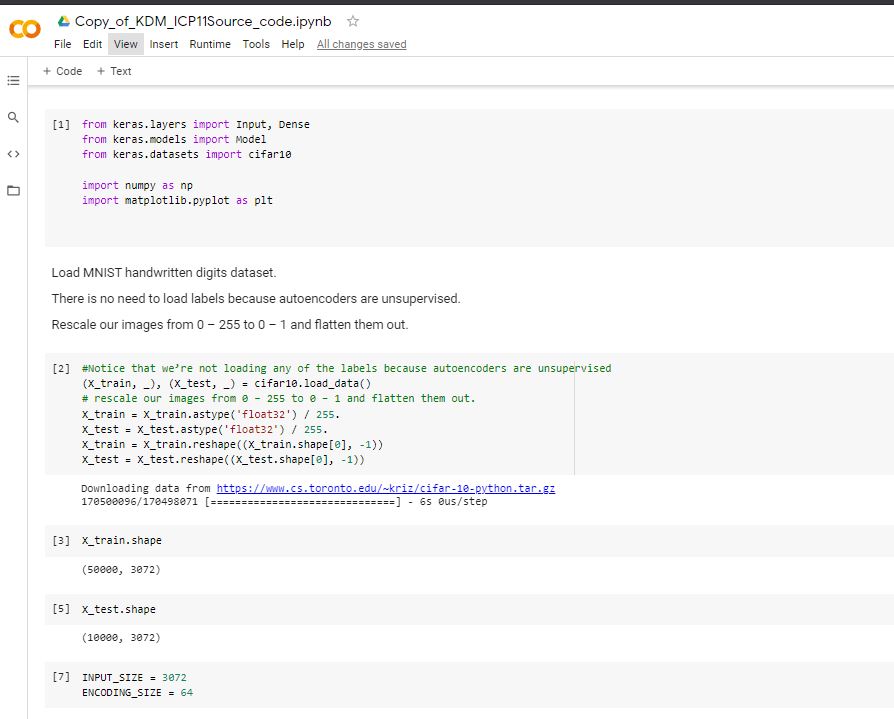 CO Copy_of_KDM_ICP11Source_code.ipynb
File Edit View Insert Runtime Tools Help All changes saved
+ Code + Text
[1] from keras.layers import Input, Dense
from keras.models import Model
from keras.datasets import cifar10
import numpy as np
import matplotlib.pyplot as plt
Load MNIST handwritten digits dataset.
There is no need to load labels because autoencoders are unsupervised.
Rescale our images from 0 – 255 to 0 – 1 and flatten them out.
[2] #Notice that we’re not loading any of the labels because autoencoders are unsupervised
(X_train, _), (X_test, _) = cifar10.load_data()
# rescale our images from 0 – 255 to 0 – 1 and flatten them out.
X_train = X_train.astype('float32') / 255.
X_test = X_test.astype('float32') / 255.
X_train = X_train.reshape((X_train.shape[0], -1))
X_test = X_test.reshape((X_test.shape[0], -1))
Downloading data from https://www.cs.toronto.edu/~kriz/cifar-10-python.tar.gz
170500096/170498071 [==============================] - 6s 0us/step
[3] X_train.shape
(50000, 3072)
[5] X_test.shape
(10000, 3072)
[7] INPUT_SIZE = 3072
ENCODING_SIZE = 64